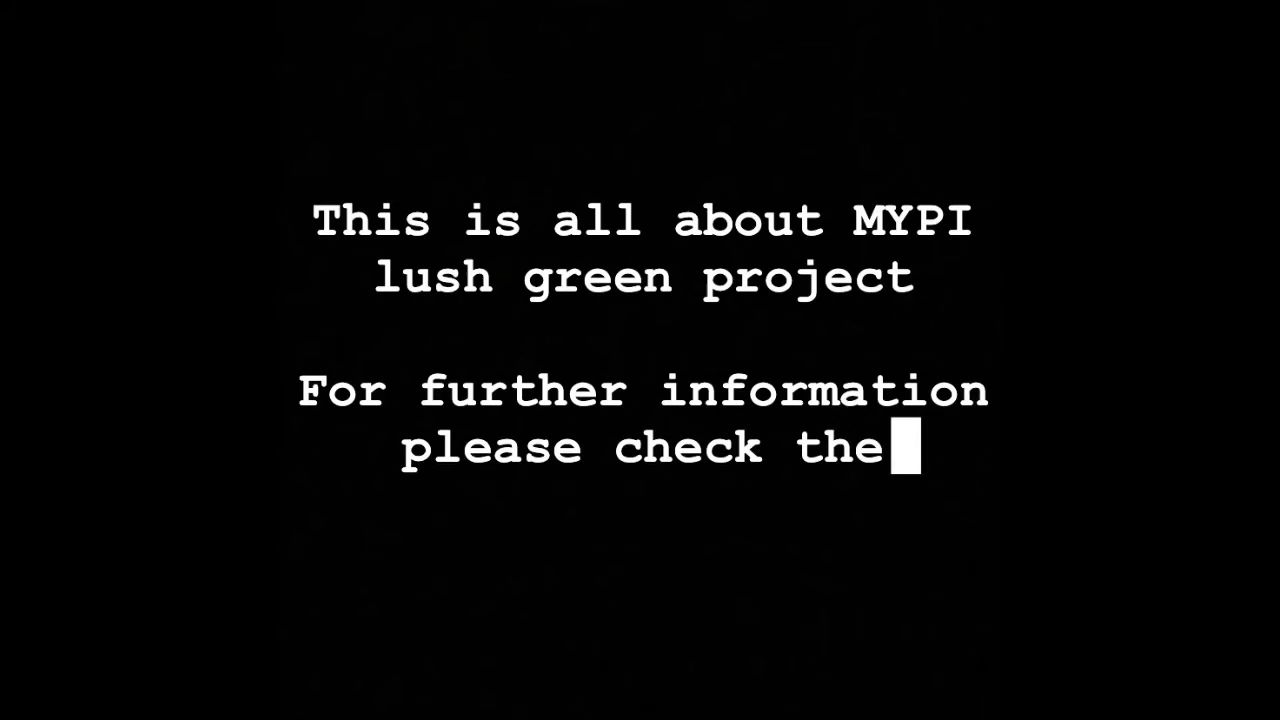 This is all about MYPI
lush green project
For further information
please check the